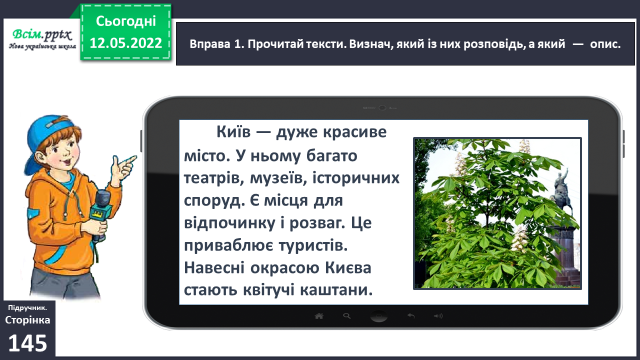 Всім.pptx
Нова українська школа
Сьогодні
12.05.2022
Вправа 1. Прочитай тексти. Визнач, який із них розповідь, а який — опис.
Київ — дуже красиве
місто. У ньому багато
театрів, музеїв, історичних
споруд. Є місця для
відпочинку і розваг. Це
приваблює туристів.
Навесні окрасою Києва
стають квітучі каштани.
Підручник.
Сторінка
145